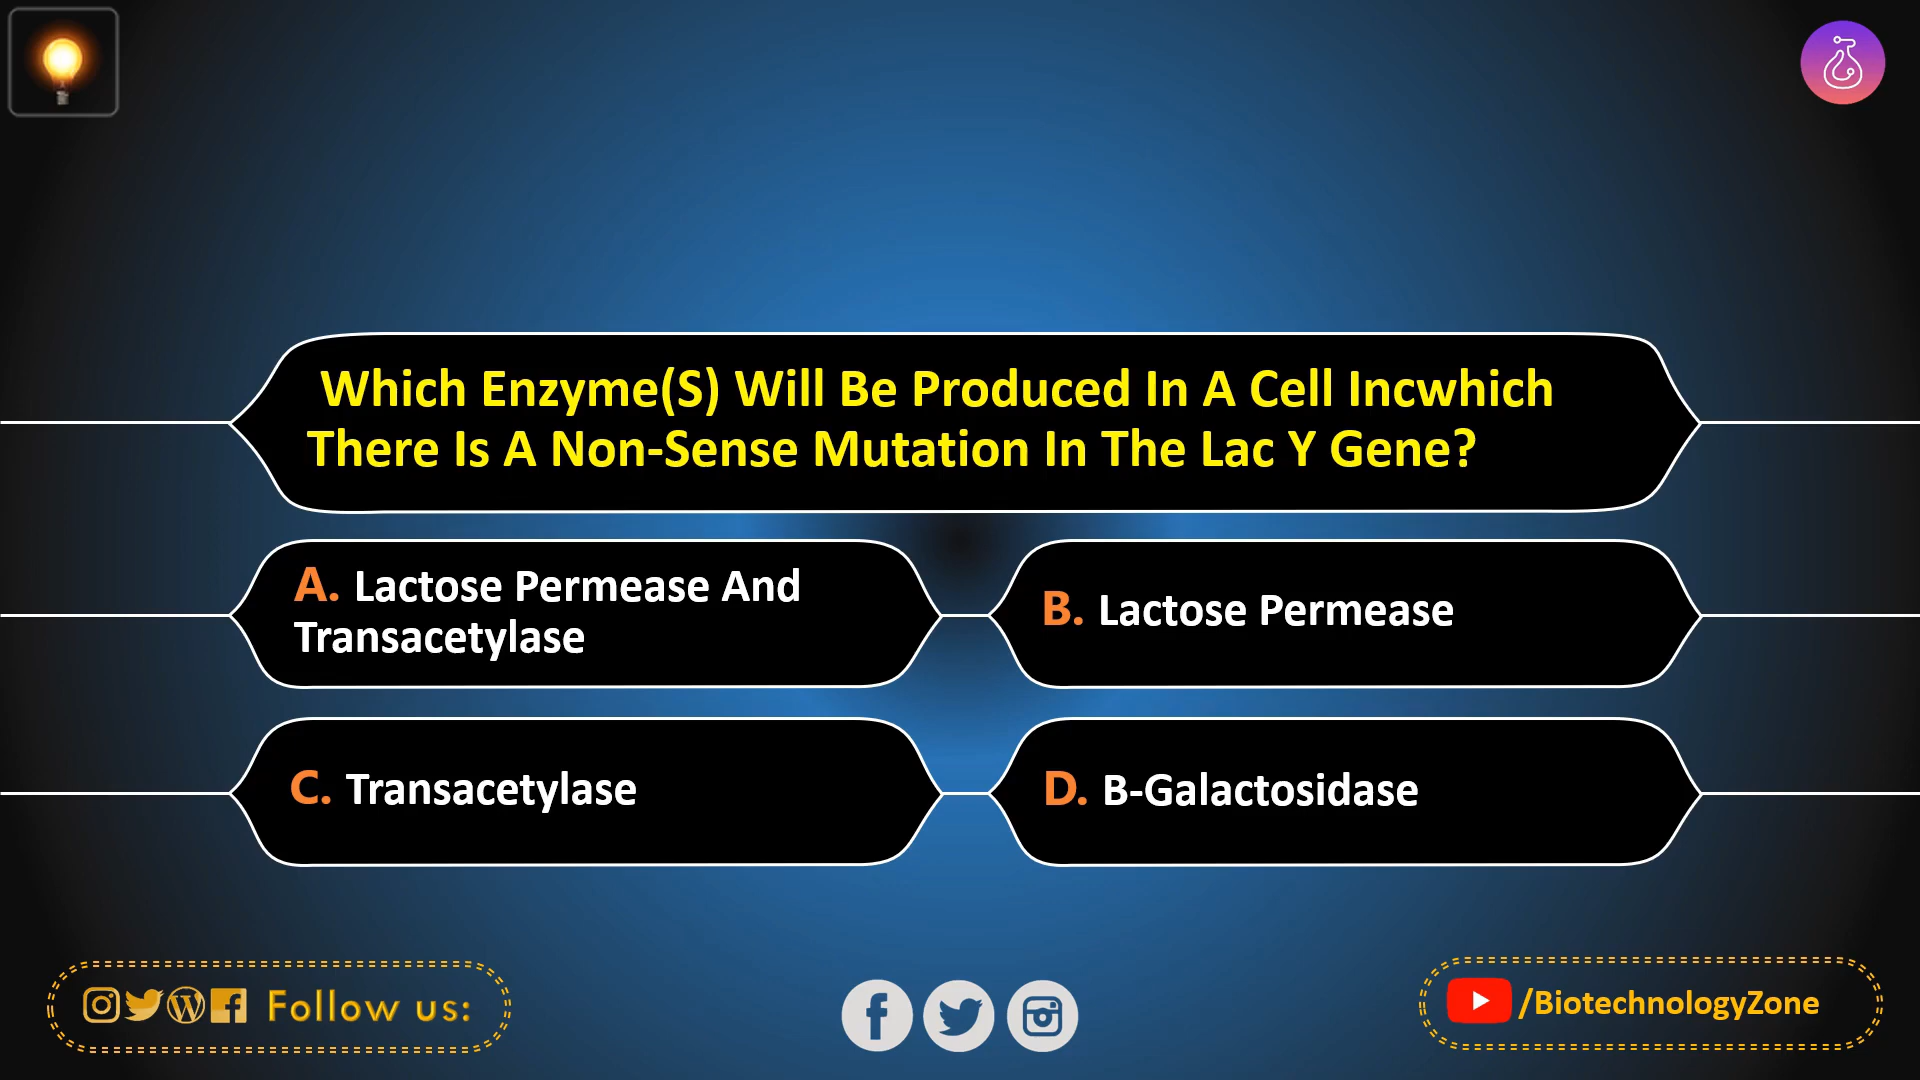 Which Enzyme(S) Will Be Produced In A Cell Incwhich
There Is A Non-Sense Mutation In The Lac Y Gene?
A. Lactose Permease And
Transacetylase
B. Lactose Permease
C. Transacetylase
D. B-Galactosidase
Follow us:
/BiotechnologyZone